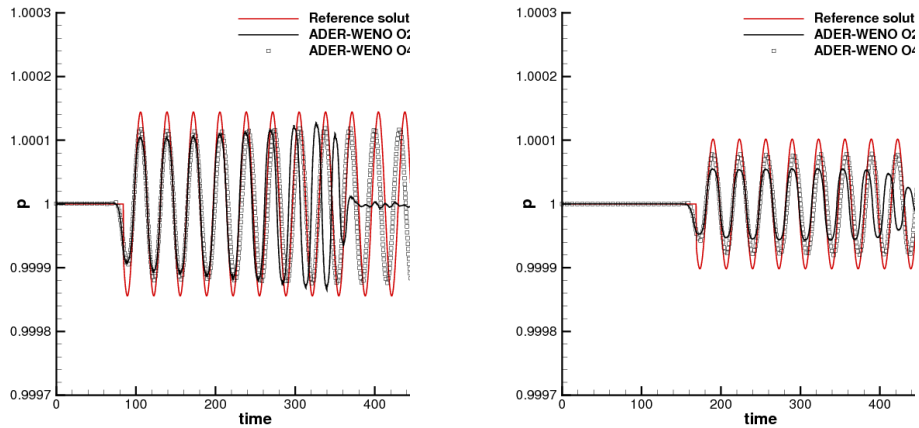 1.0003
Reference solut
ADER-WENO O2
ADER-WENO O4
1.0002
1.0001
p
1
0.9999
0.9998
0.9997
0
100
200
300
400
time
1.0003
Reference solut
ADER-WENO O2
ADER-WENO O4
1.0002
1.0001
p
1
0.9999
0.9998
0.9997
0
100
200
300
400
time